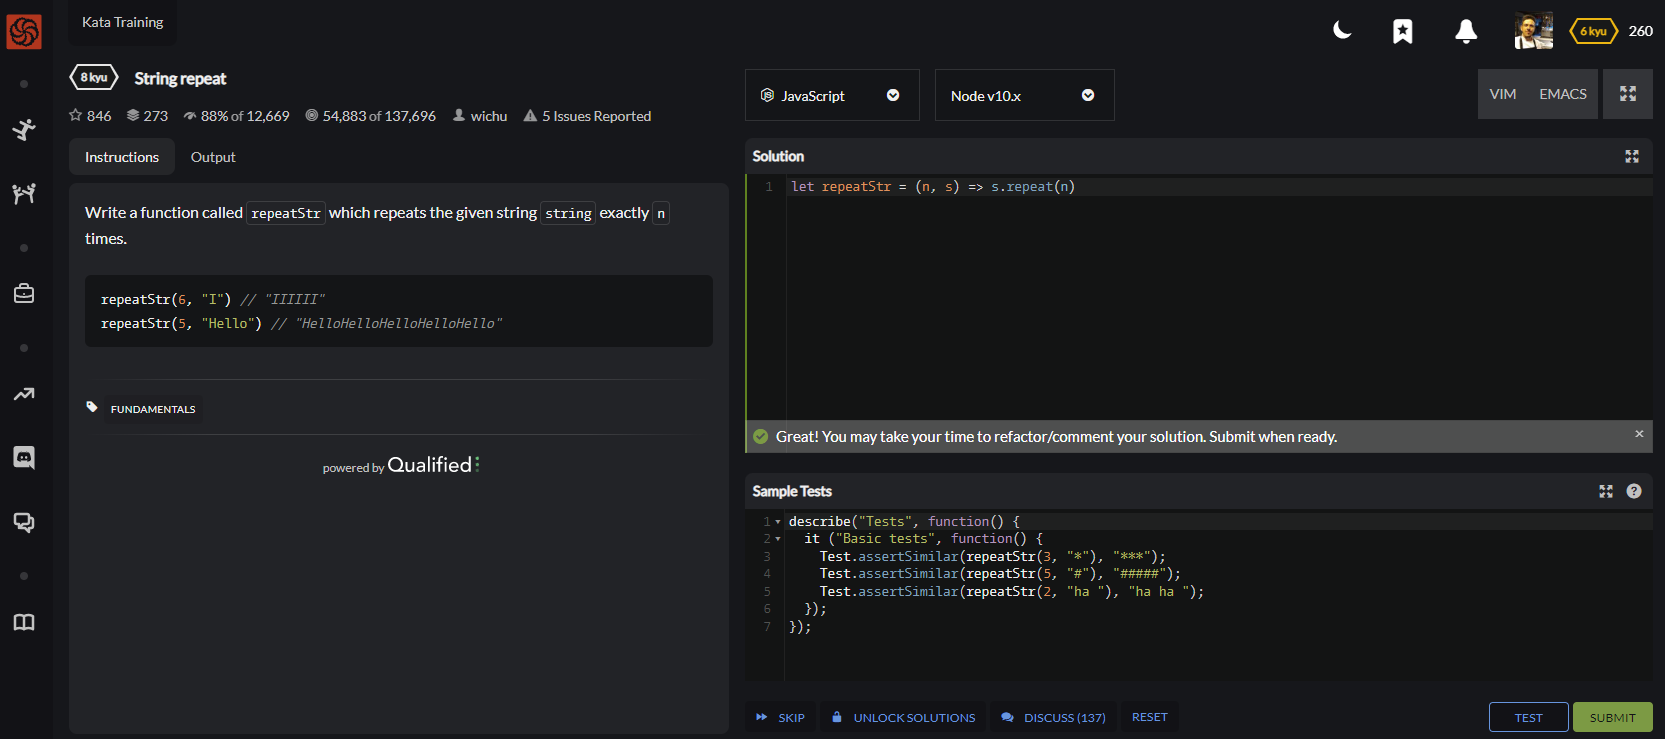 Kata Training
6 kyu 260
8 kyu String repeat
846 273 88% of 12,669 54,883 of 137,696 wichu 5 Issues Reported
Instructions Output
Write a function called repeatStr which repeats the given string string exactly n
times.
repeatStr(6, "I") // "IIIIII"
repeatStr(5, "Hello") // "HelloHelloHelloHelloHello"
FUNDAMENTALS
powered by Qualified
JavaScript Node v10.x VIM EMACS
Solution
1 let repeatStr = (n, s) => s.repeat(n)
Great! You may take your time to refactor/comment your solution. Submit when ready. ×
Sample Tests
1 describe("Tests", function() {
2 it ("Basic tests", function() {
3 Test.assertSimilar(repeatStr(3, "*"), "***");
4 Test.assertSimilar(repeatStr(5, "#"), "#####");
5 Test.assertSimilar(repeatStr(2, "ha "), "ha ha ");
6 });
7 });
SKIP UNLOCK SOLUTIONS DISCUSS (137) RESET TEST SUBMIT